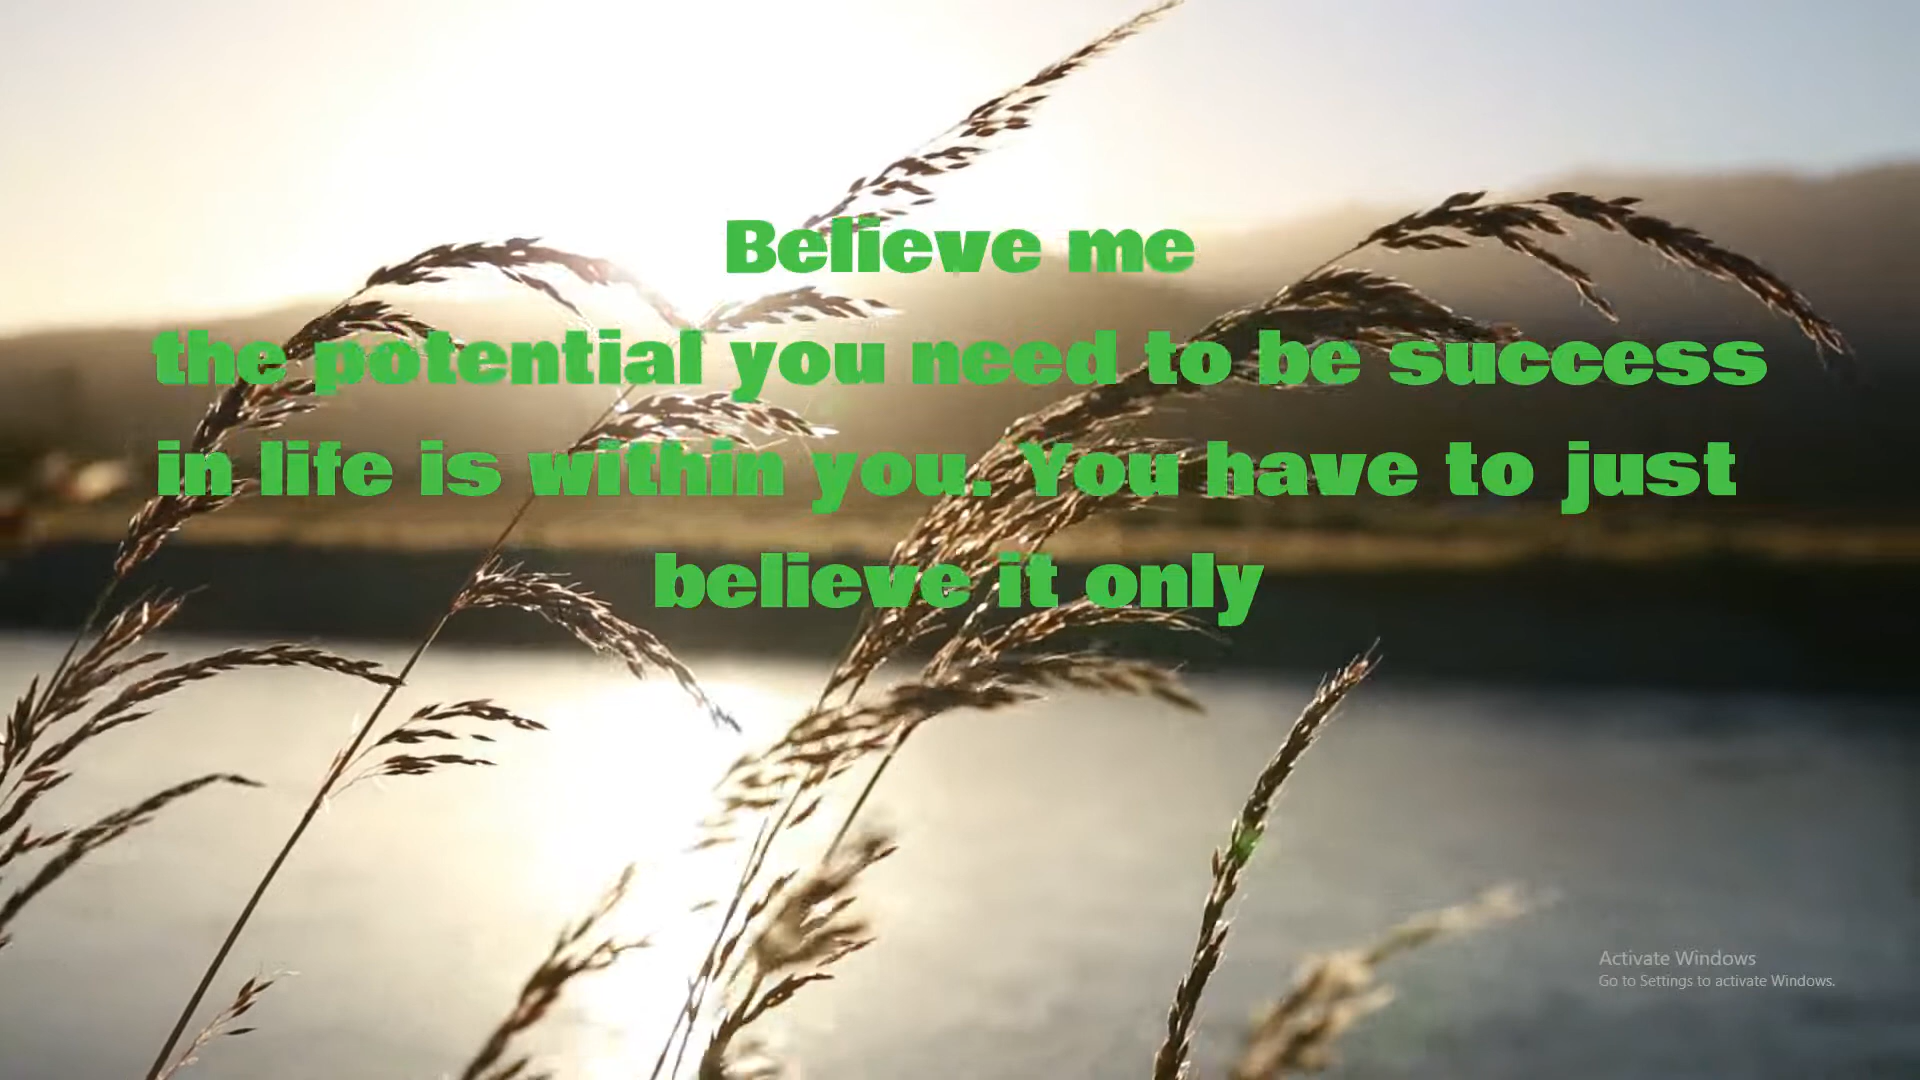 Believe me
the potential you need to be success
in life is within you. You have to just
believe it only
Activate Windows
Go to Settings to activate Windows.